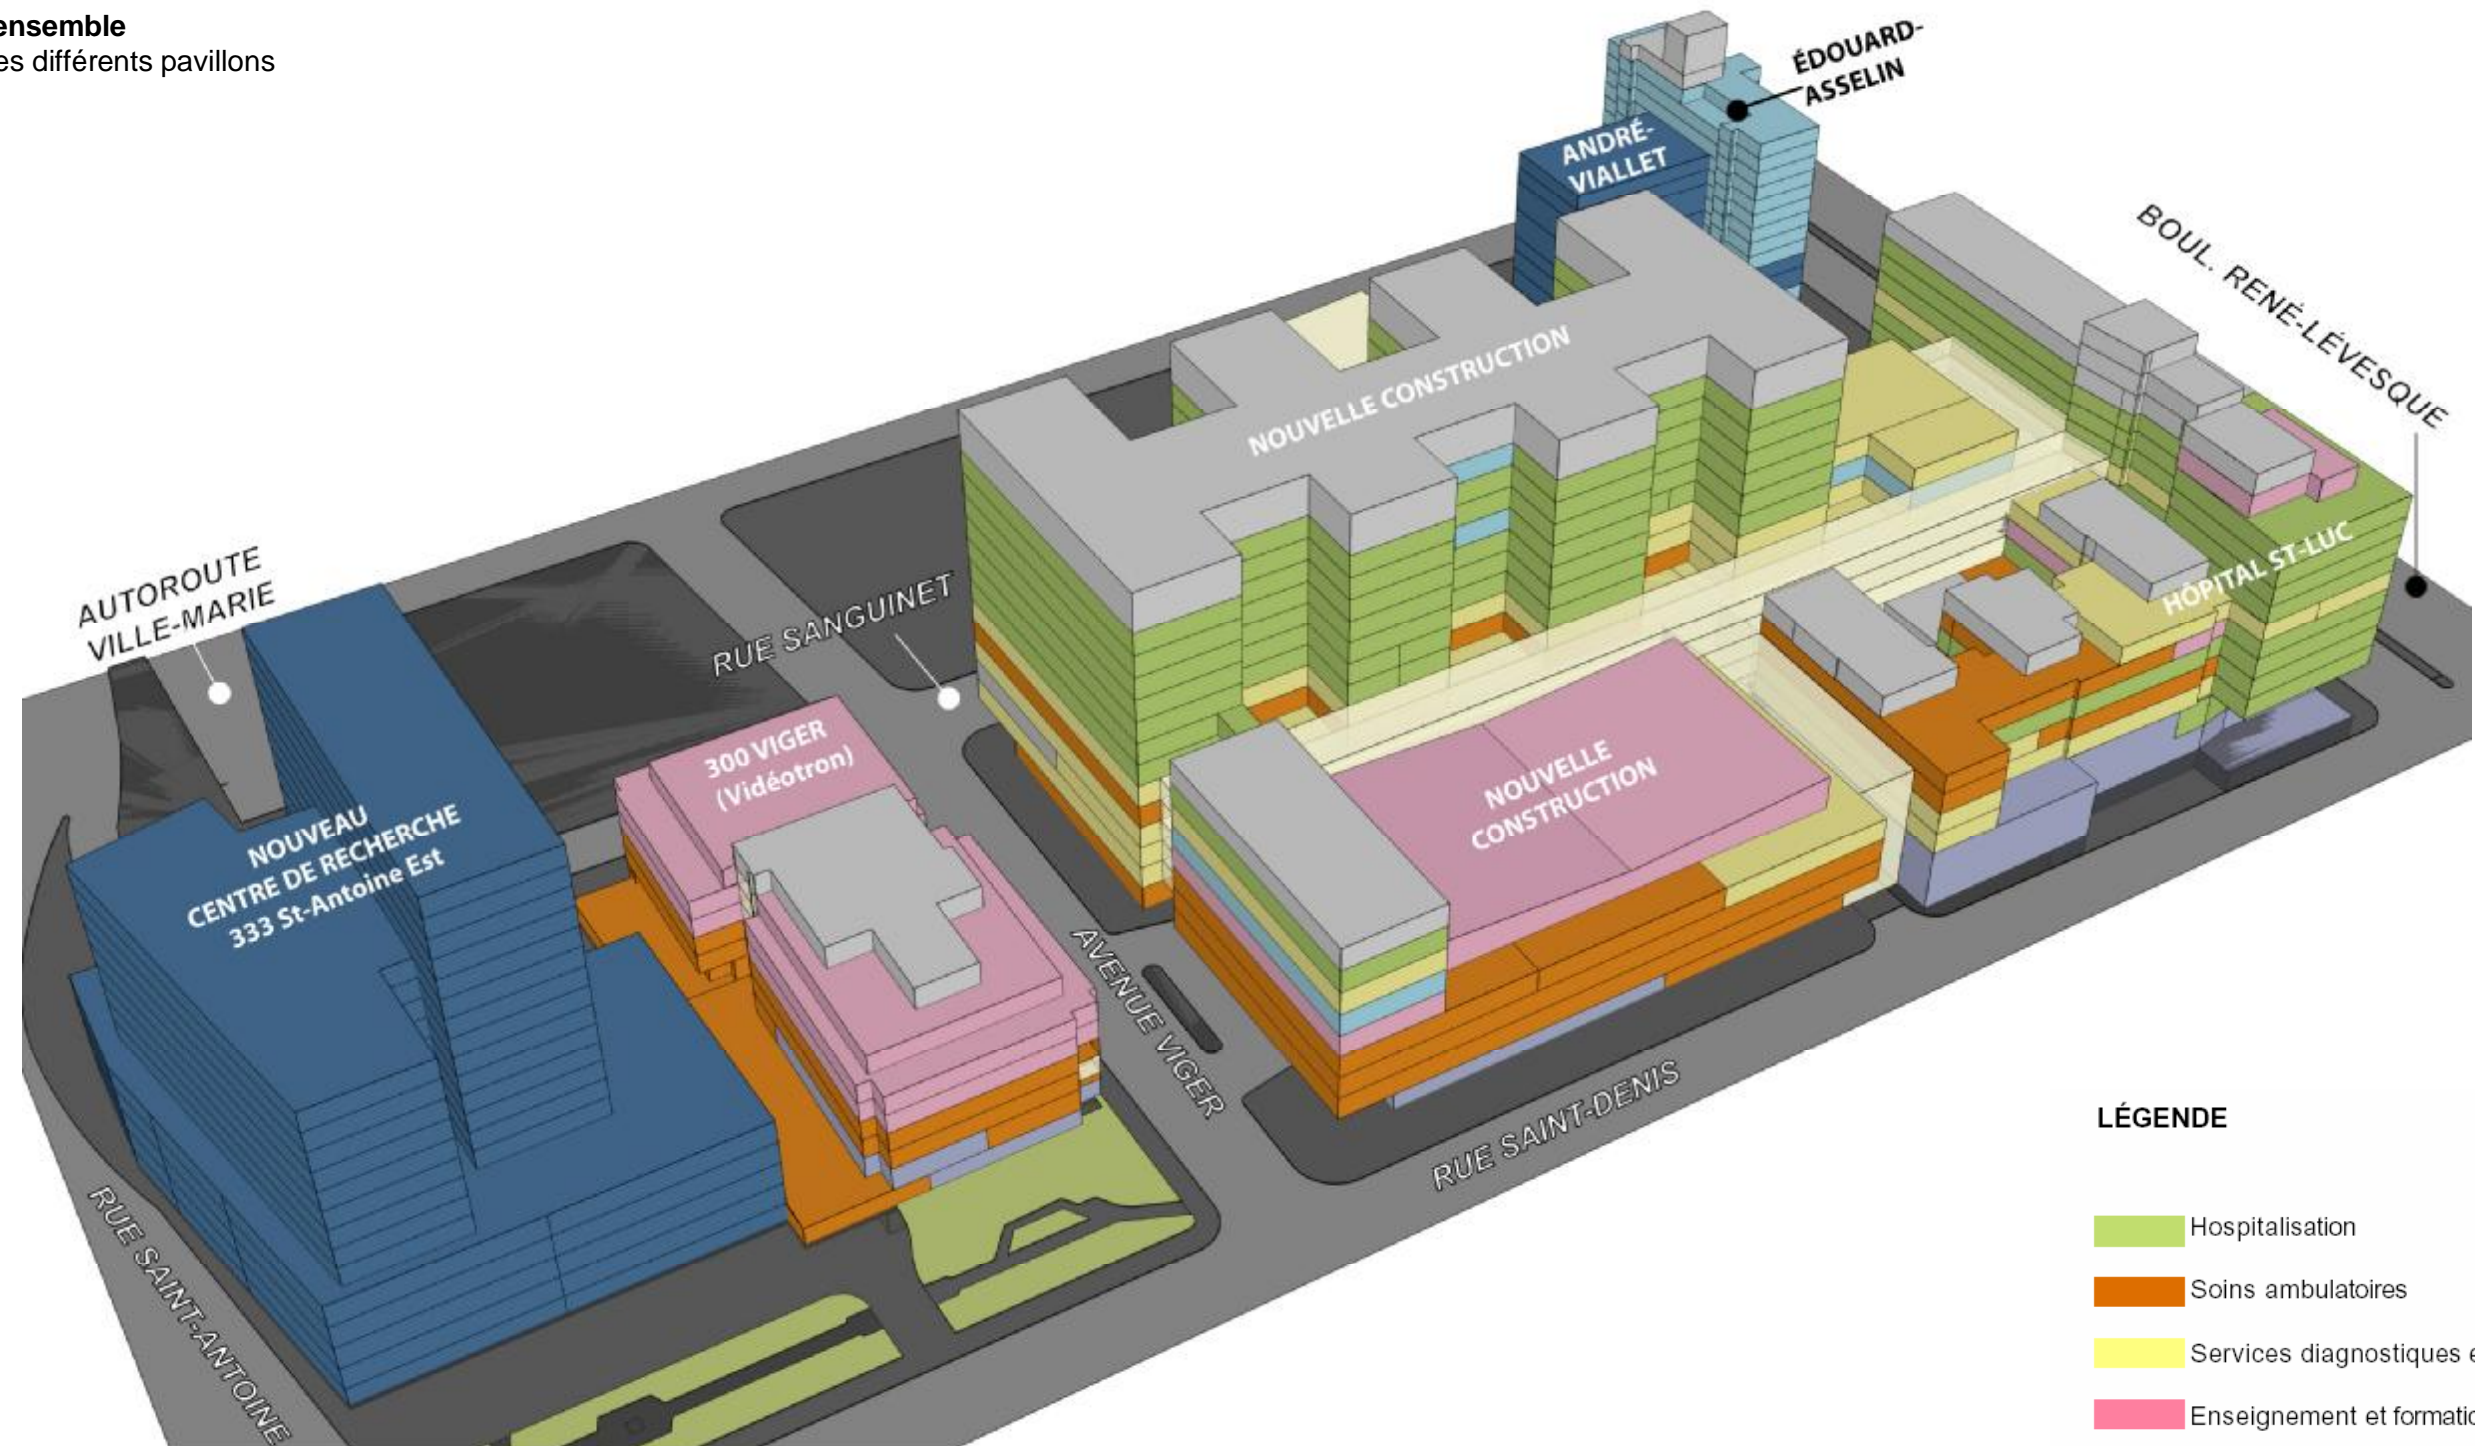 ensemble
es différents pavillons
ÉDOUARD-
ASSELIN
ANDRÉ-
VIALLET
BOUL. RENÉ-LÉVESQUE
NOUVELLE CONSTRUCTION
AUTOROUTE
VILLE-MARIE
RUE SANGUINET
HÔPITAL ST-LUC
300 VIGER
(Vidéotron)
NOUVELLE
CONSTRUCTION
NOUVEAU
CENTRE DE RECHERCHE
333 St-Antoine Est
AVENUE VIGER
RUE SAINT-DENIS
RUE SAINT-ANTOINE
LÉGENDE
Hospitalisation
Soins ambulatoires
Services diagnostiques e
Enseignement et formatio